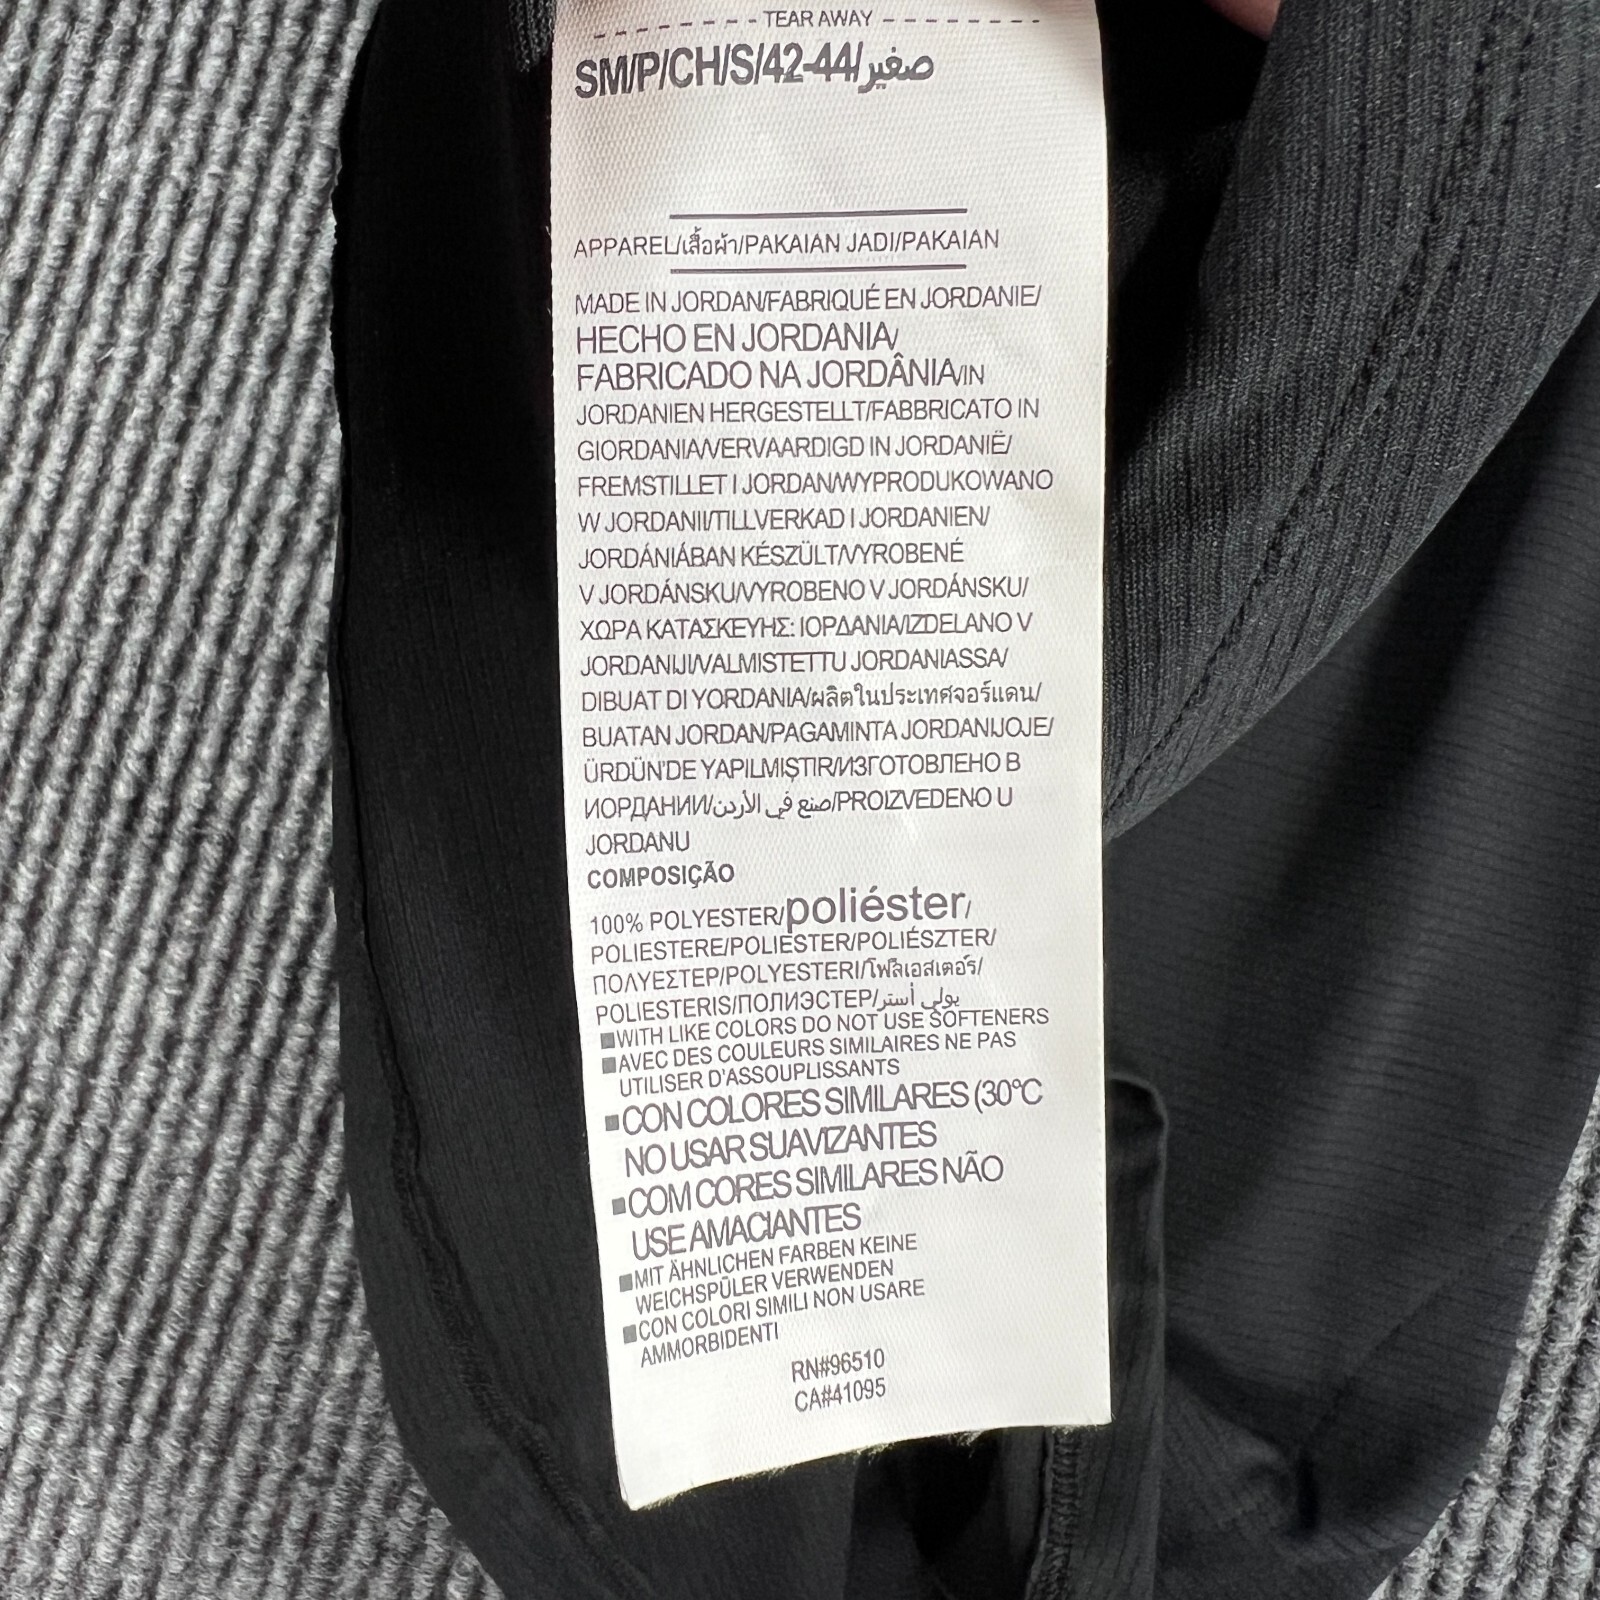 TEAR AWAY
SM/P/CH/S/42-44/صغير
APPAREL/เสื้อผ้า/PAKAIAN JADI/PAKAIAN
MADE IN JORDAN/FABRIQUÉ EN JORDANIE/
HECHO EN JORDANIA/
FABRICADO NA JORDÂNIA/IN
JORDANIEN HERGESTELLT/FABBRICATO IN
GIORDANIA/VERVAARDIGD IN JORDANIË/
FREMSTILLET I JORDAN/WYPRODUKOWANO
W JORDANII/TILLVERKAD I JORDANIEN/
JORDÁNIÁBAN KÉSZÜLT/VYROBENÉ
V JORDÁNSKU/VYROBENO V JORDÁNSKU/
ΧΩΡΑ ΚΑΤΑΣΚΕΥΗΣ: ΙΟΡΔΑΝΙΑ/IZDELANO V
JORDANIJI/VALMISTETTU JORDANIASSA/
DIBUAT DI YORDANIA/ผลิตในประเทศจอร์แดน/
BUATAN JORDAN/PAGAMINTA JORDANIJOJE/
ÜRDÜN'DE YAPILMIŞTIR/ИЗГОТОВЛЕНО В
ИОРДАНИИ/صنع في الأردن/PROIZVEDENO U
JORDANU
COMPOSIÇÃO
100% POLYESTER/poliéster/
POLIESTERE/POLIESTER/POLIÉSZTER/
ΠΟΛΥΕΣΤΕΡ/POLYESTERI/โพลีเอสเตอร์/
POLIESTERIS/ПОЛИЭСТЕР/يولي أستر
■WITH LIKE COLORS DO NOT USE SOFTENERS
■AVEC DES COULEURS SIMILAIRES NE PAS
UTILISER D'ASSOUPLISSANTS
■CON COLORES SIMILARES (30°C
NO USAR SUAVIZANTES
■COM CORES SIMILARES NÃO
USE AMACIANTES
■MIT ÄHNLICHEN FARBEN KEINE
WEICHSPÜLER VERWENDEN
■CON COLORI SIMILI NON USARE
AMMORBIDENTI
RN#96510
CA#41095